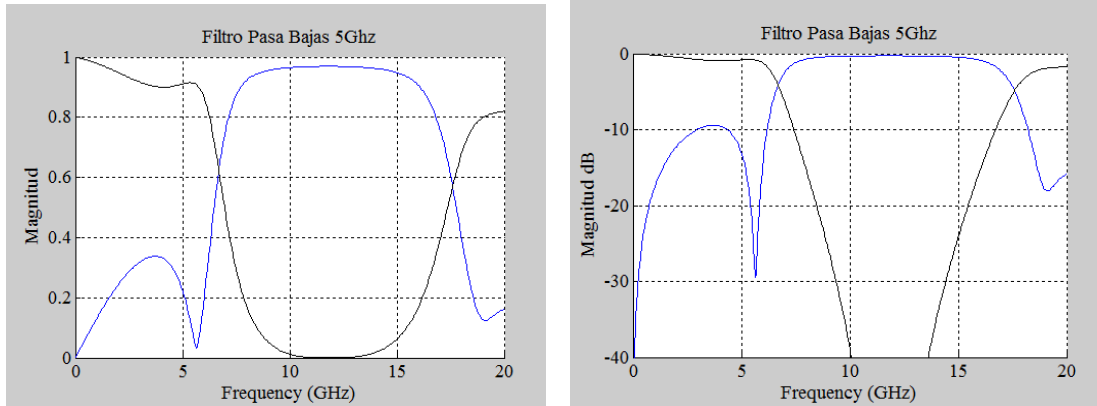 Filtro Pasa Bajas 5Ghz
1
0.8
0.6
0.4
0.2
0
Magnitud
0 5 10 15 20
Frequency (GHz)
Filtro Pasa Bajas 5Ghz
0
-10
-20
-30
-40
Magnitud dB
0 5 10 15 20
Frequency (GHz)